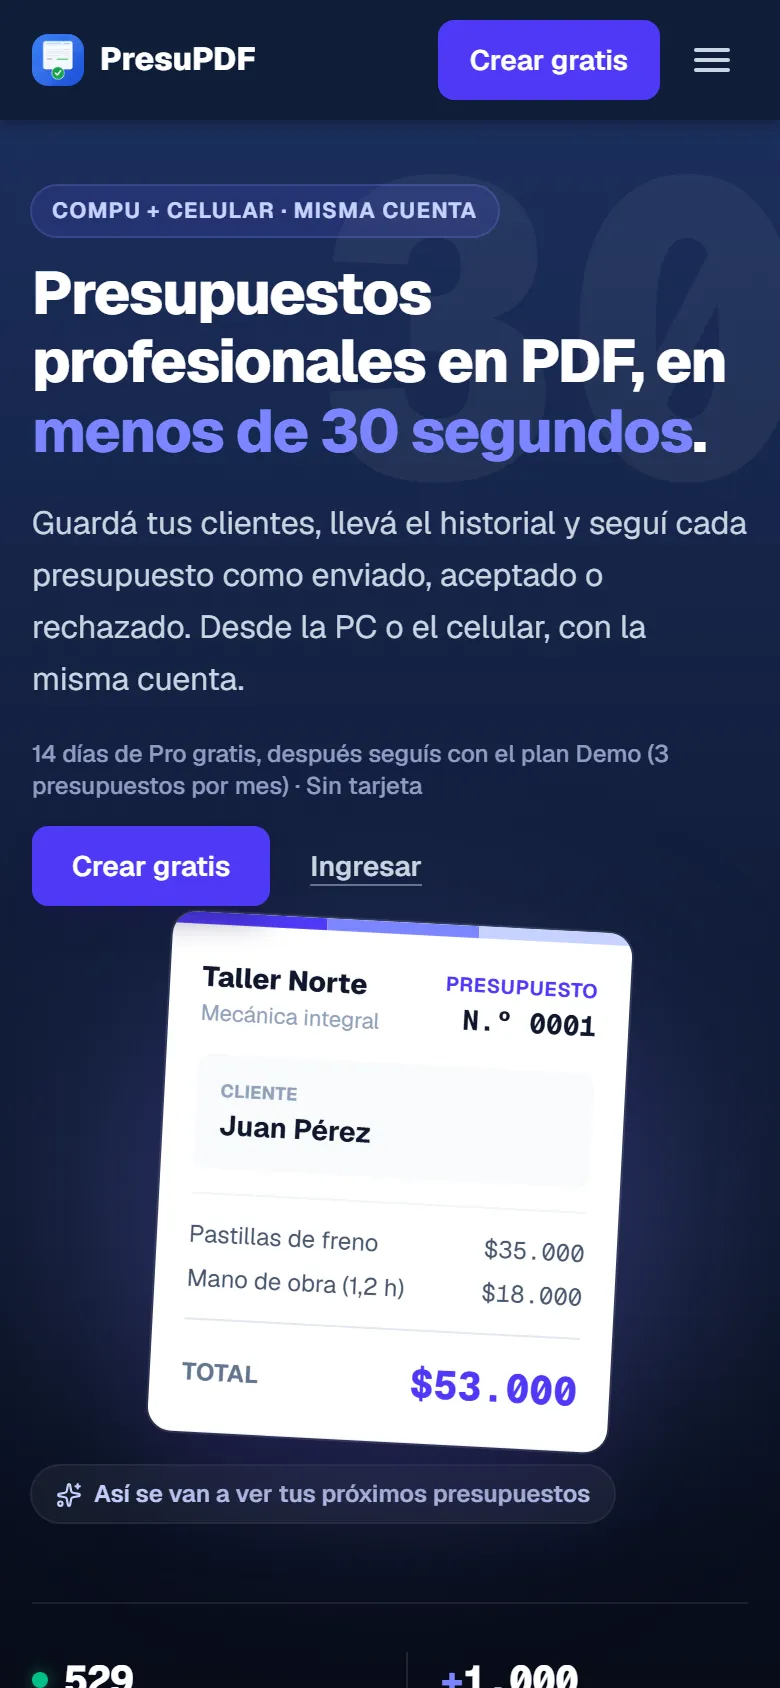 PresuPDF
Crear gratis
30
COMPU + CELULAR · MISMA CUENTA
Presupuestos
profesionales en PDF, en
menos de 30 segundos.
Guardá tus clientes, llevá el historial y seguí cada
presupuesto como enviado, aceptado o
rechazado. Desde la PC o el celular, con la
misma cuenta.
14 días de Pro gratis, después seguís con el plan Demo (3
presupuestos por mes) · Sin tarjeta
Crear gratis
Ingresar
Taller Norte
PRESUPUESTO
Mecánica integral
N.º 0001
CLIENTE
Juan Pérez
Pastillas de freno
$35.000
Mano de obra (1,2 h)
$18.000
TOTAL
$53.000
Así se van a ver tus próximos presupuestos
529
+1.000